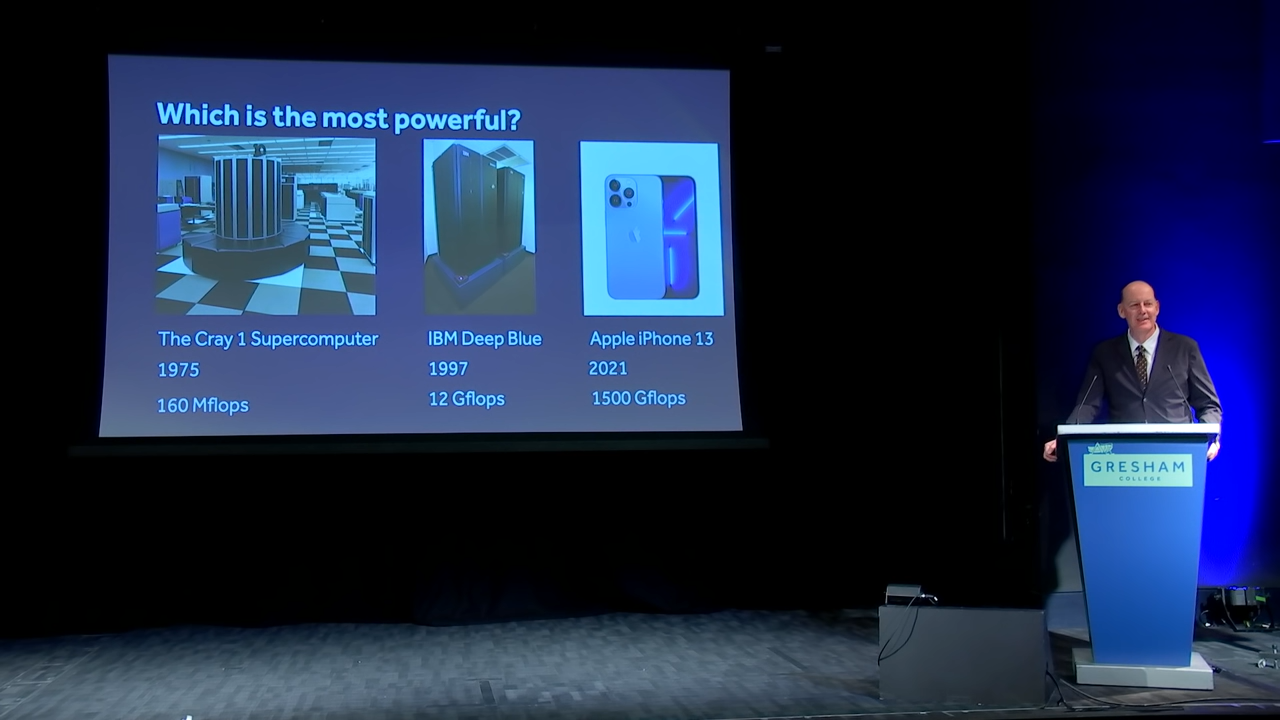 Which is the most powerful?
The Cray 1 Supercomputer
1975
160 Mflops
IBM Deep Blue
1997
12 Gflops
Apple iPhone 13
2021
1500 Gflops
GRESHAM
COLLEGE